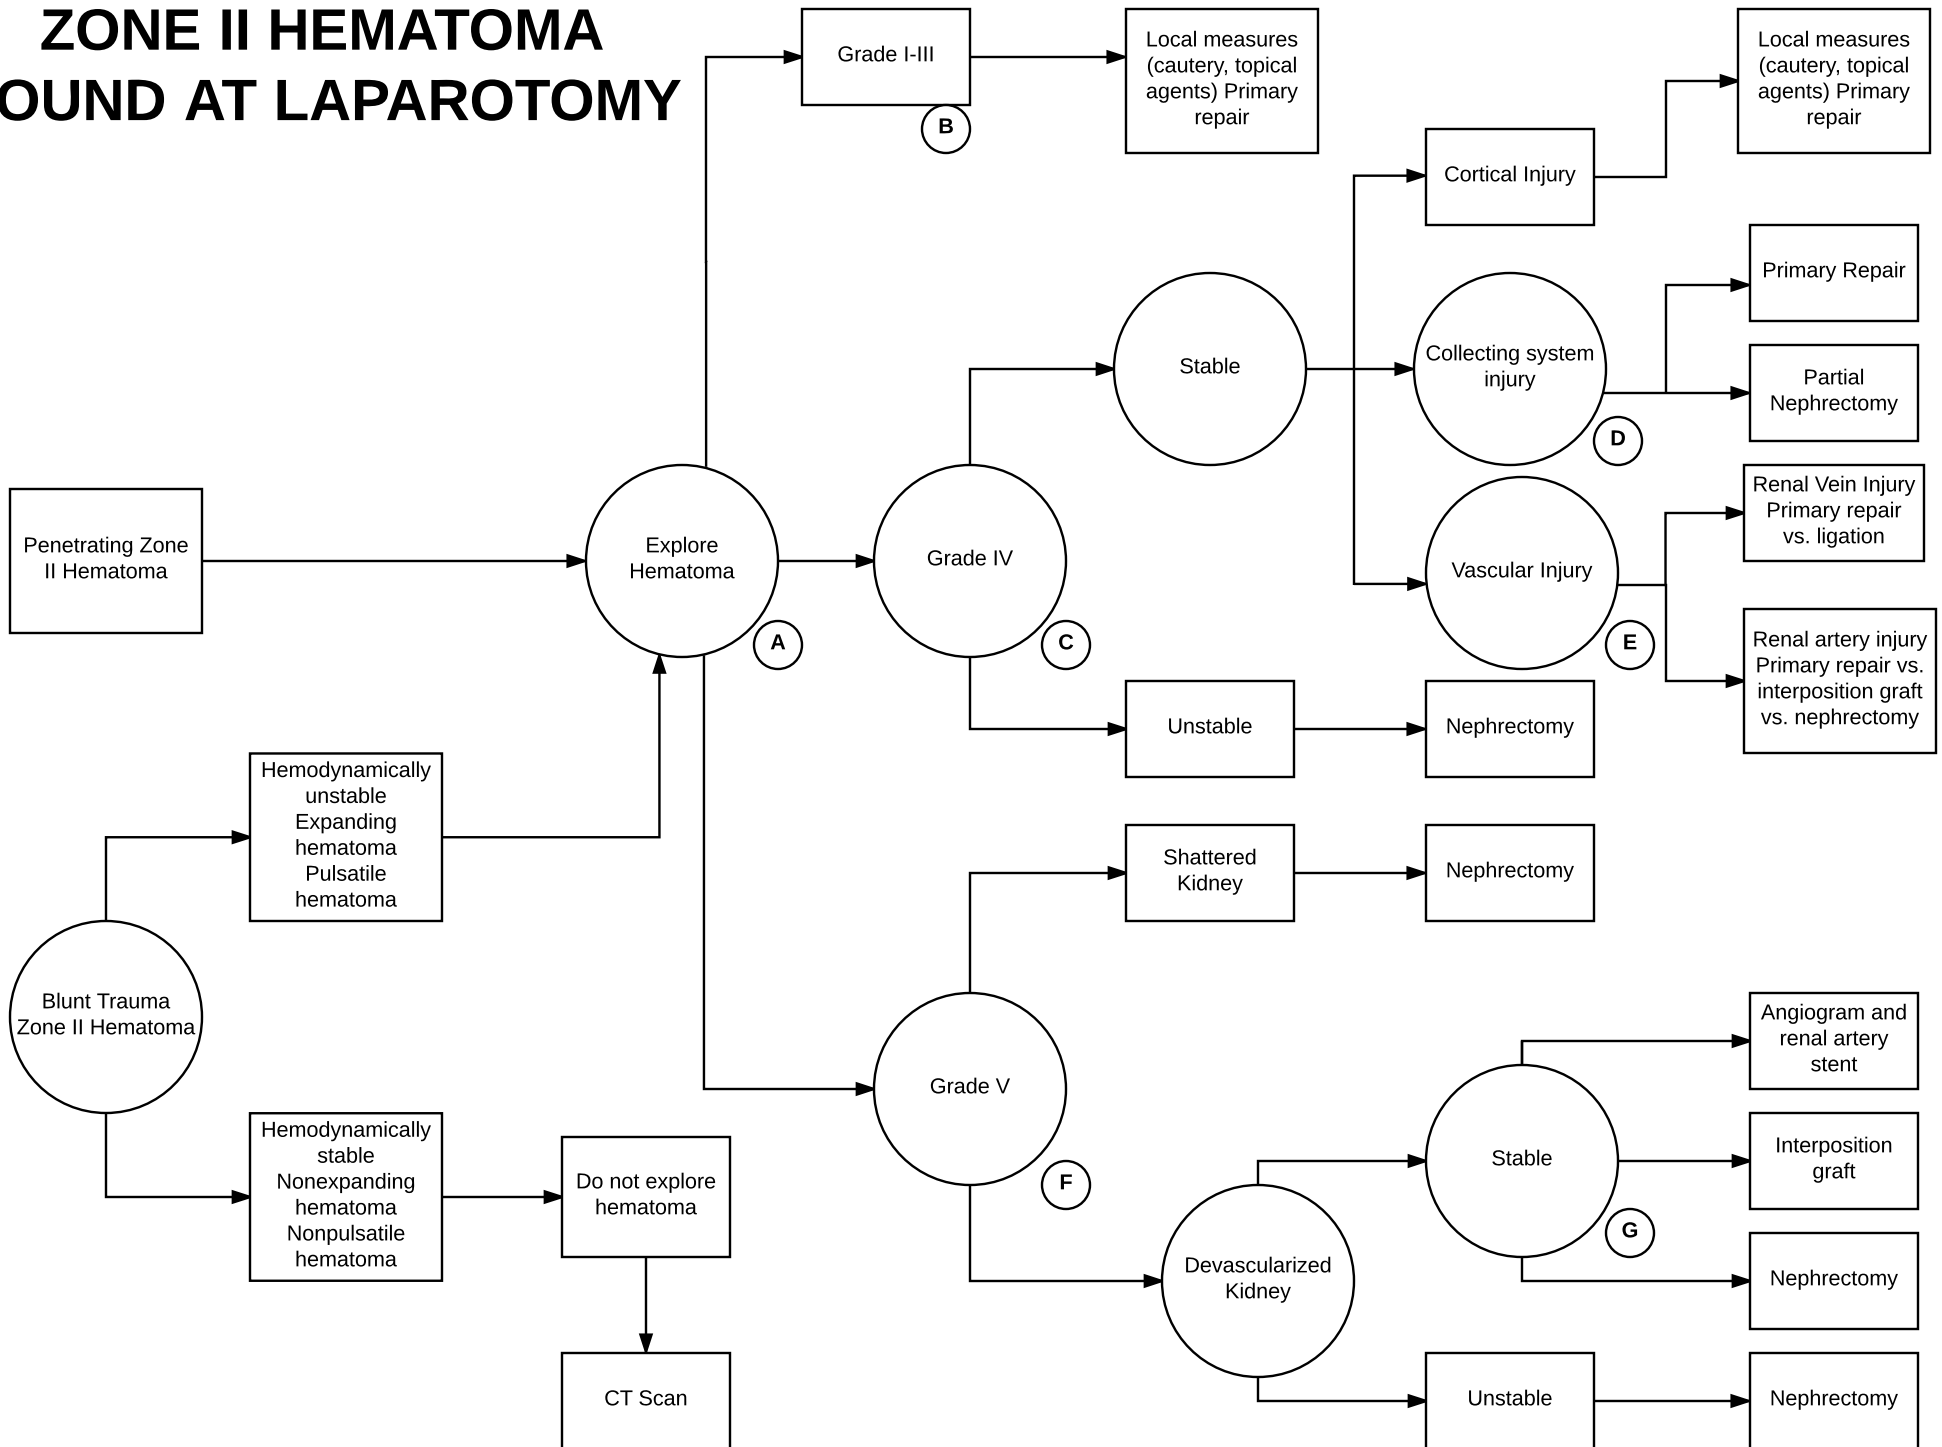 ZONE II HEMATOMA
OUND AT LAPAROTOMY
Grade I-III
B
Local measures
(cautery, topical
agents) Primary
repair
Local measures
(cautery, topical
agents) Primary
repair
Cortical Injury
Primary Repair
Stable
Collecting system
injury
D
Partial
Nephrectomy
Penetrating Zone
II Hematoma
Explore
Hematoma
A
Grade IV
C
Vascular Injury
E
Renal Vein Injury
Primary repair
vs. ligation
Renal artery injury
Primary repair vs.
interposition graft
vs. nephrectomy
Unstable
Nephrectomy
Hemodynamically
unstable
Expanding
hematoma
Pulsatile
hematoma
Shattered
Kidney
Nephrectomy
Blunt Trauma
Zone II Hematoma
Grade V
F
Angiogram and
renal artery
stent
Hemodynamically
stable
Nonexpanding
hematoma
Nonpulsatile
hematoma
Do not explore
hematoma
Stable
G
Interposition
graft
Devascularized
Kidney
Nephrectomy
CT Scan
Unstable
Nephrectomy